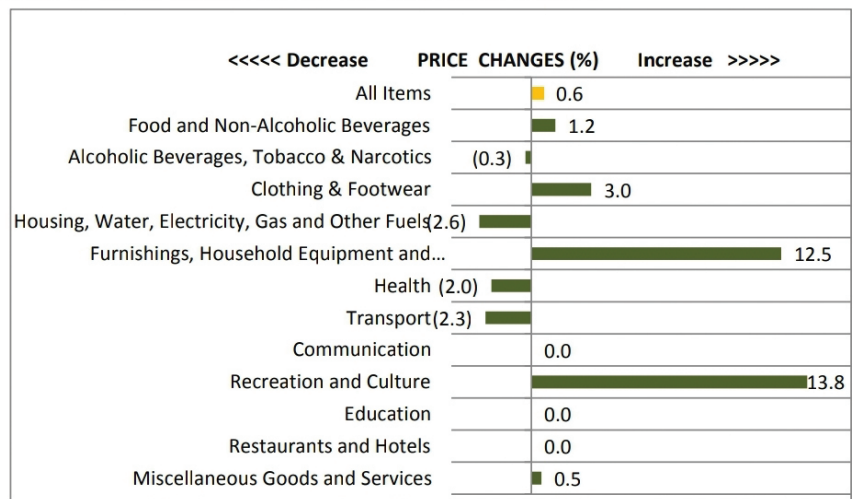 <<<<< Decrease PRICE CHANGES (%) Increase >>>>>
All Items 0.6
Food and Non-Alcoholic Beverages 1.2
Alcoholic Beverages, Tobacco & Narcotics (0.3)
Clothing & Footwear 3.0
Housing, Water, Electricity, Gas and Other Fuels (2.6)
Furnishings, Household Equipment and... 12.5
Health (2.0)
Transport (2.3)
Communication 0.0
Recreation and Culture 13.8
Education 0.0
Restaurants and Hotels 0.0
Miscellaneous Goods and Services 0.5